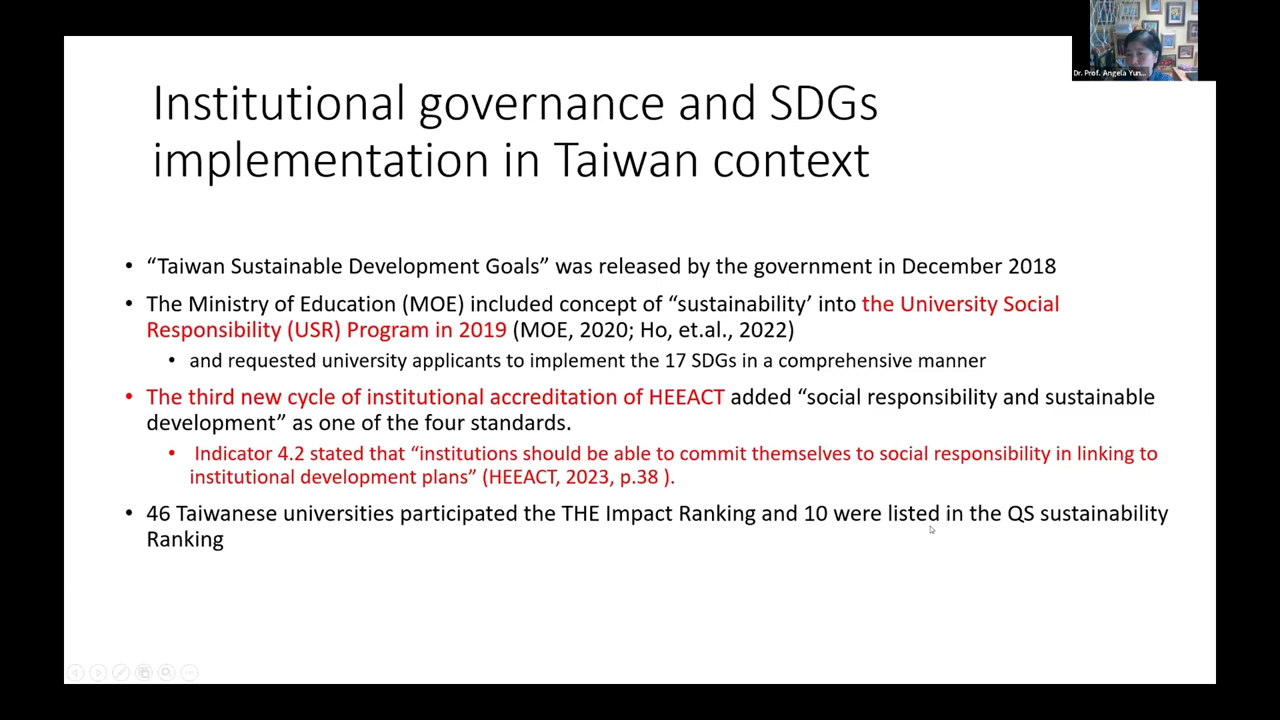 Dr. Prof. Angela Yun...
Institutional governance and SDGs
implementation in Taiwan context
• “Taiwan Sustainable Development Goals” was released by the government in December 2018
• The Ministry of Education (MOE) included concept of “sustainability’ into the University Social
Responsibility (USR) Program in 2019 (MOE, 2020; Ho, et.al., 2022)
• and requested university applicants to implement the 17 SDGs in a comprehensive manner
• The third new cycle of institutional accreditation of HEEACT added “social responsibility and sustainable
development” as one of the four standards.
• Indicator 4.2 stated that “institutions should be able to commit themselves to social responsibility in linking to
institutional development plans” (HEEACT, 2023, p.38 ).
• 46 Taiwanese universities participated the THE Impact Ranking and 10 were listed in the QS sustainability
Ranking